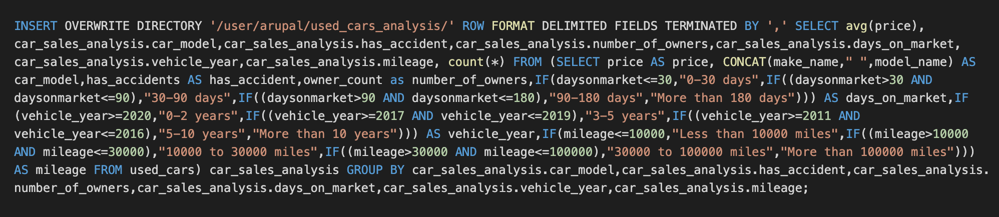 INSERT OVERWRITE DIRECTORY '/user/arupal/used_cars_analysis/' ROW FORMAT DELIMITED FIELDS TERMINATED BY ',' SELECT avg(price),
car_sales_analysis.car_model,car_sales_analysis.has_accident,car_sales_analysis.number_of_owners,car_sales_analysis.days_on_market,
car_sales_analysis.vehicle_year,car_sales_analysis.mileage, count(*) FROM (SELECT price AS price, CONCAT(make_name," ",model_name) AS
car_model,has_accidents AS has_accident,owner_count as number_of_owners,IF(daysonmarket<=30,"0-30 days",IF((daysonmarket>30 AND
daysonmarket<=90),"30-90 days",IF((daysonmarket>90 AND daysonmarket<=180),"90-180 days","More than 180 days"))) AS days_on_market,IF
(vehicle_year>=2020,"0-2 years",IF((vehicle_year>=2017 AND vehicle_year<=2019),"3-5 years",IF((vehicle_year>=2011 AND
vehicle_year<=2016),"5-10 years","More than 10 years"))) AS vehicle_year,IF(mileage<=10000,"Less than 10000 miles",IF((mileage>10000
AND mileage<=30000),"10000 to 30000 miles",IF((mileage>30000 AND mileage<=100000),"30000 to 100000 miles","More than 100000 miles")))
AS mileage FROM used_cars) car_sales_analysis GROUP BY car_sales_analysis.car_model,car_sales_analysis.has_accident,car_sales_analysis.
number_of_owners,car_sales_analysis.days_on_market,car_sales_analysis.vehicle_year,car_sales_analysis.mileage;